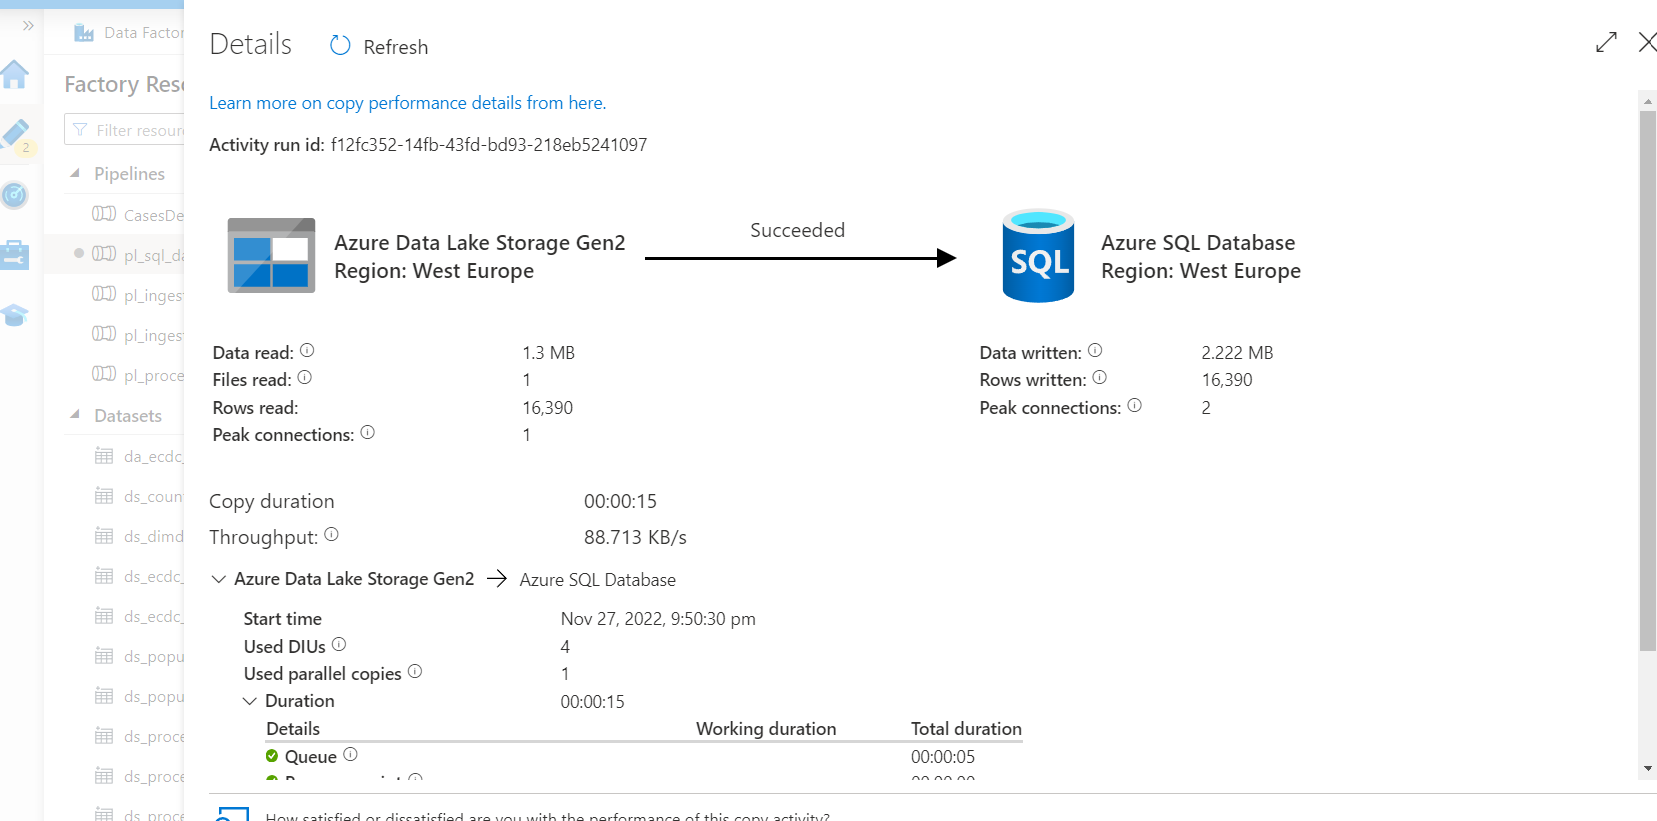 Data Factor
Details
Refresh
Factory Res
Learn more on copy performance details from here.
Filter resour
Activity run id: f12fc352-14fb-43fd-bd93-218eb5241097
2
Pipelines
CasesDe
Succeeded
Azure Data Lake Storage Gen2
Region: West Europe
SQL
Azure SQL Database
Region: West Europe
pl_sql_da
pl_inges
pl_inges
pl_proce
Data read: 1.3 MB
Files read: 1
Rows read: 16,390
Peak connections: 1
Data written: 2.222 MB
Rows written: 16,390
Peak connections: 2
Datasets
da_ecdc_
ds_coun
ds_dimd
ds_ecdc_
ds_ecdc_
ds_popu
ds_popu
ds_proce
ds_proce
ds_proce
Copy duration 00:00:15
Throughput: 88.713 KB/s
Azure Data Lake Storage Gen2 → Azure SQL Database
Start time Nov 27, 2022, 9:50:30 pm
Used DIUs 4
Used parallel copies 1
Duration 00:00:15
Details Working duration Total duration
Queue 00:00:05
How satisfied or dissatisfied are you with the performance of this copy activity?